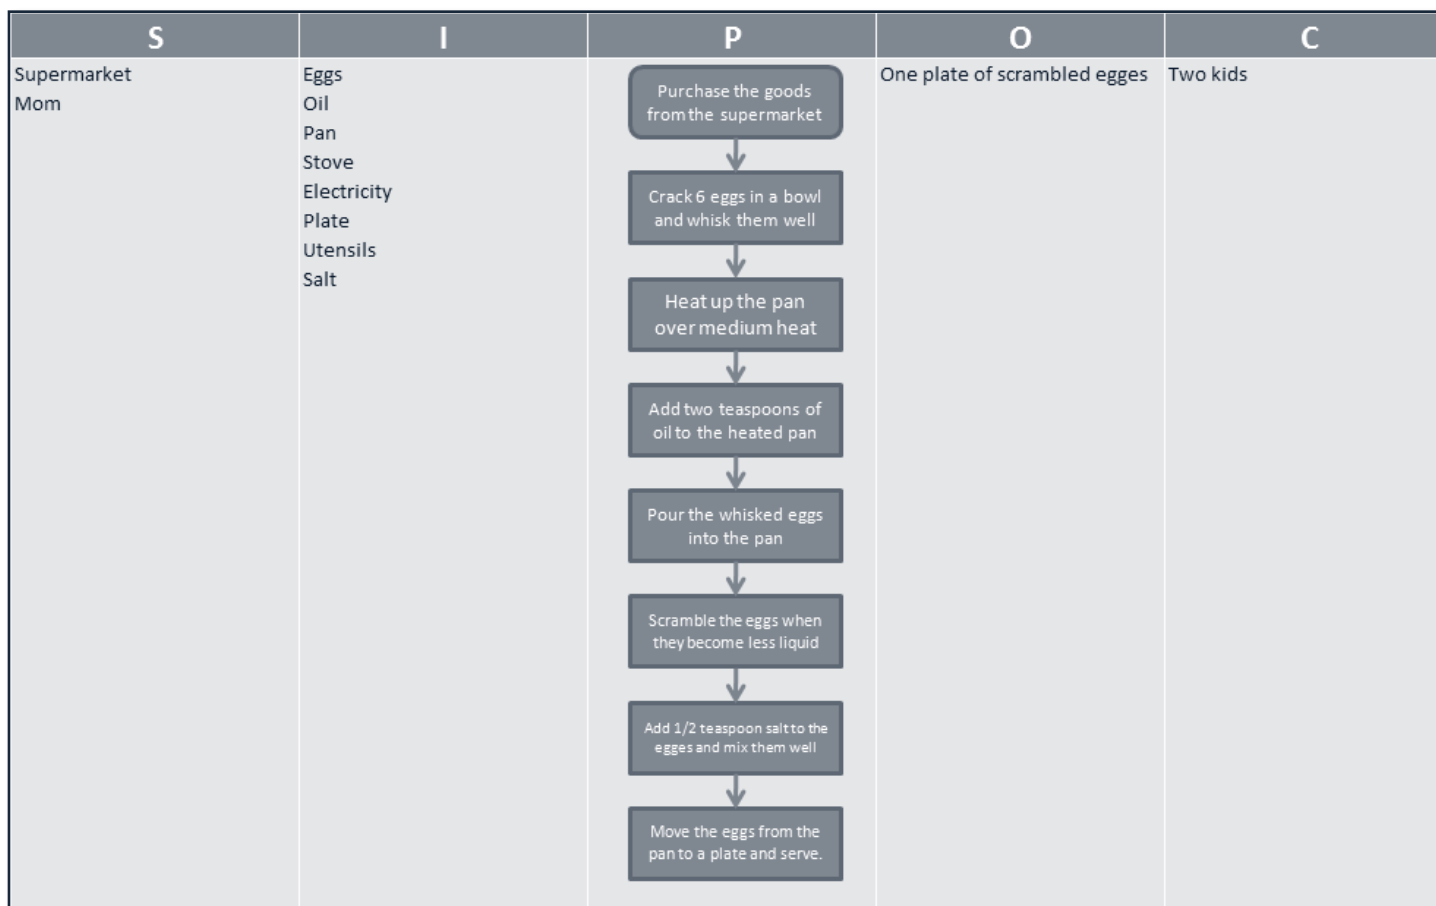 S
I
P
O
C
Supermarket
Mom
Eggs
Oil
Pan
Stove
Electricity
Plate
Utensils
Salt
Purchase the goods
from the supermarket
Crack 6 eggs in a bowl
and whisk them well
Heat up the pan
over medium heat
Add two teaspoons of
oil to the heated pan
Pour the whisked eggs
into the pan
Scramble the eggs when
they become less liquid
Add 1/2 teaspoon salt to the
egges and mix them well
Move the eggs from the
pan to a plate and serve.
One plate of scrambled egges
Two kids